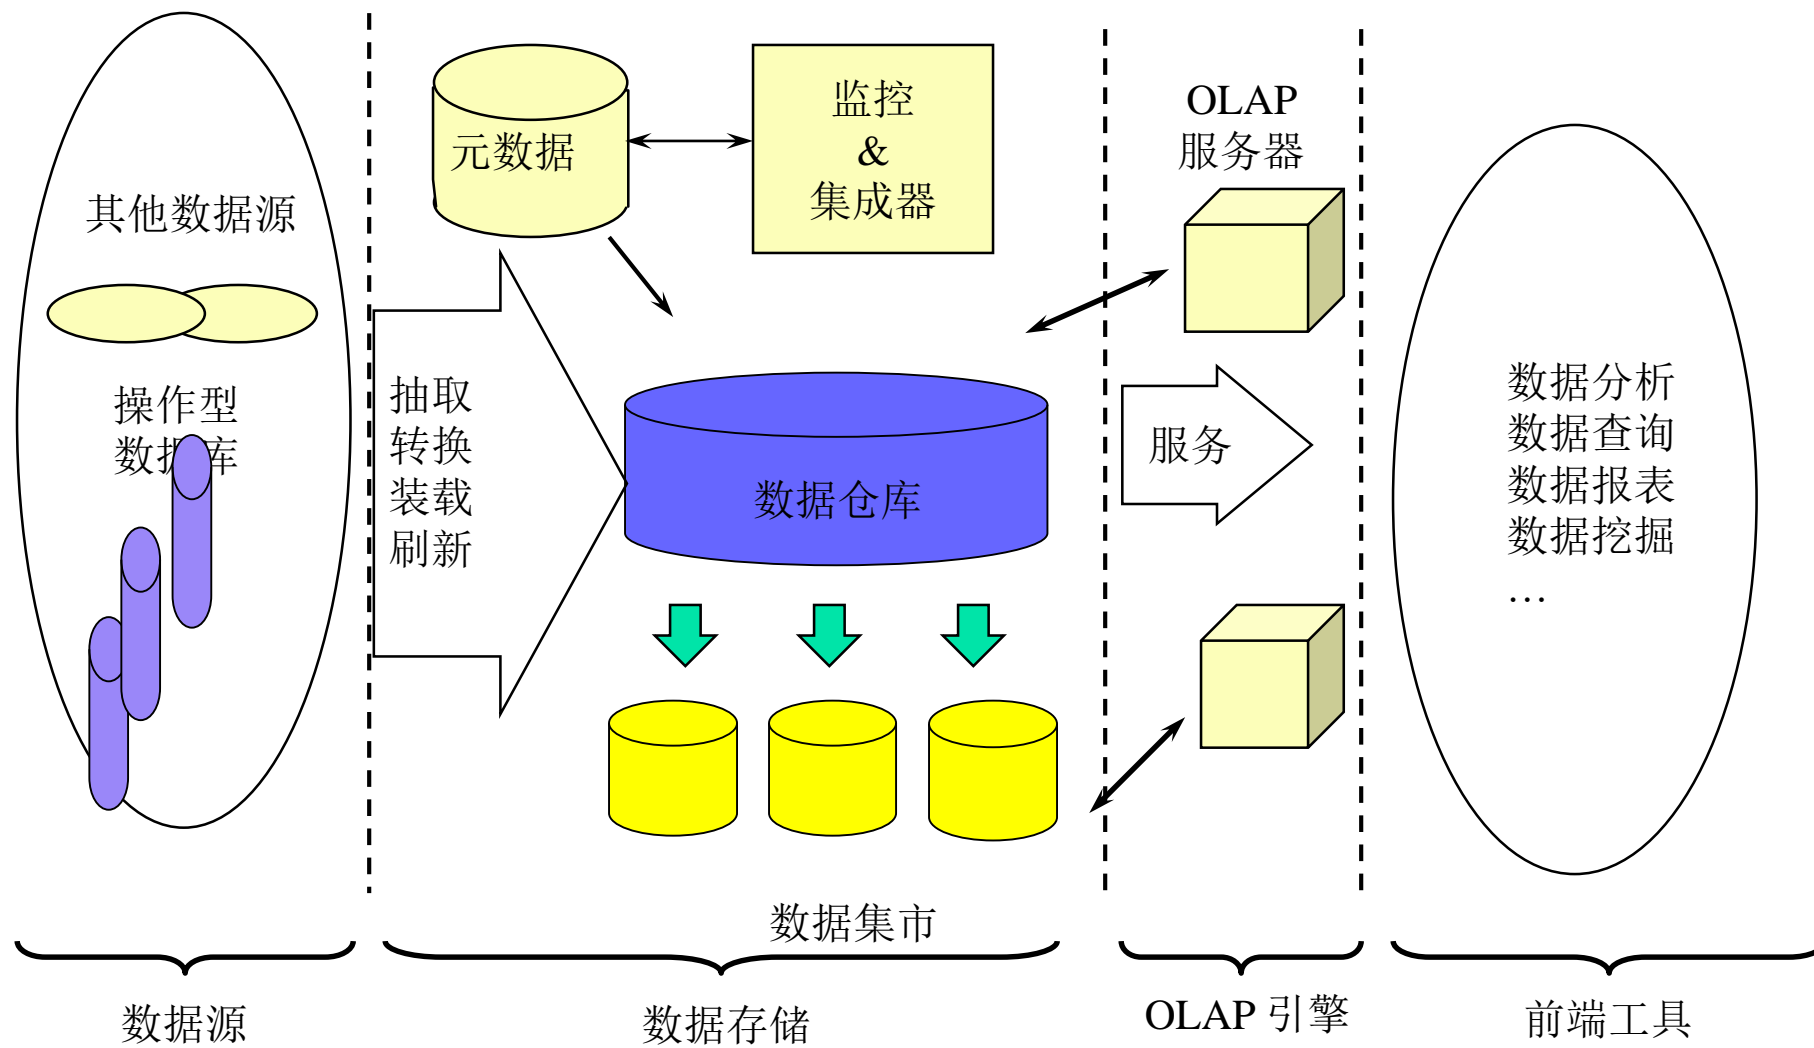 其他数据源
操作型
数据库
元数据
监控
&
集成器
抽取
转换
装载
刷新
数据仓库
数据集市
OLAP
服务器
服务
数据分析
数据查询
数据报表
数据挖掘
…
数据源
数据存储
OLAP 引擎
前端工具